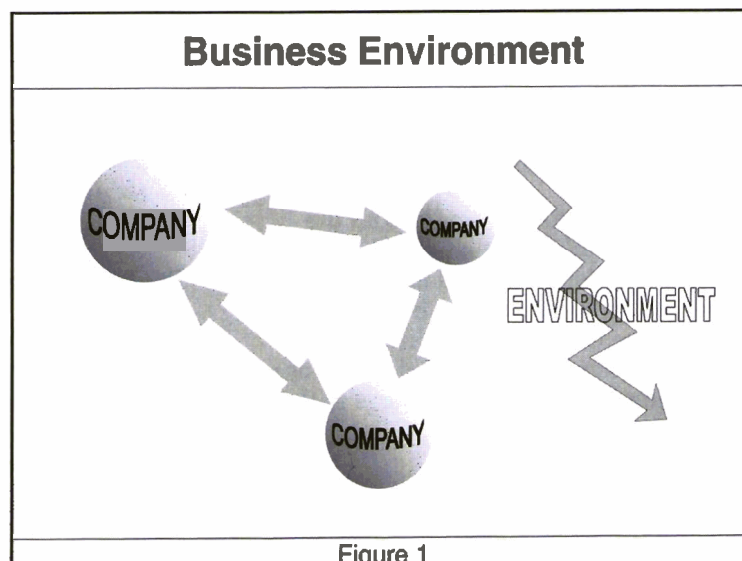 Business Environment
COMPANY
COMPANY
ENVIRONMENT
COMPANY
Figure 1